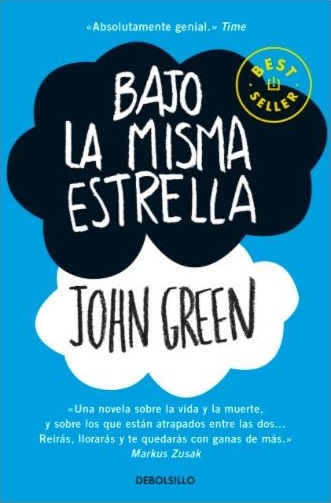 «Absolutamente genial.» Time
BEST
SELLER
BAJO
LA MISMA
ESTRELLA
JOHN GREEN
«Una novela sobre la vida y la muerte,
y sobre los que están atrapados entre las dos...
Reirás, llorarás y te quedarás con ganas de más.»
Markus Zusak
DEBOLSILLO